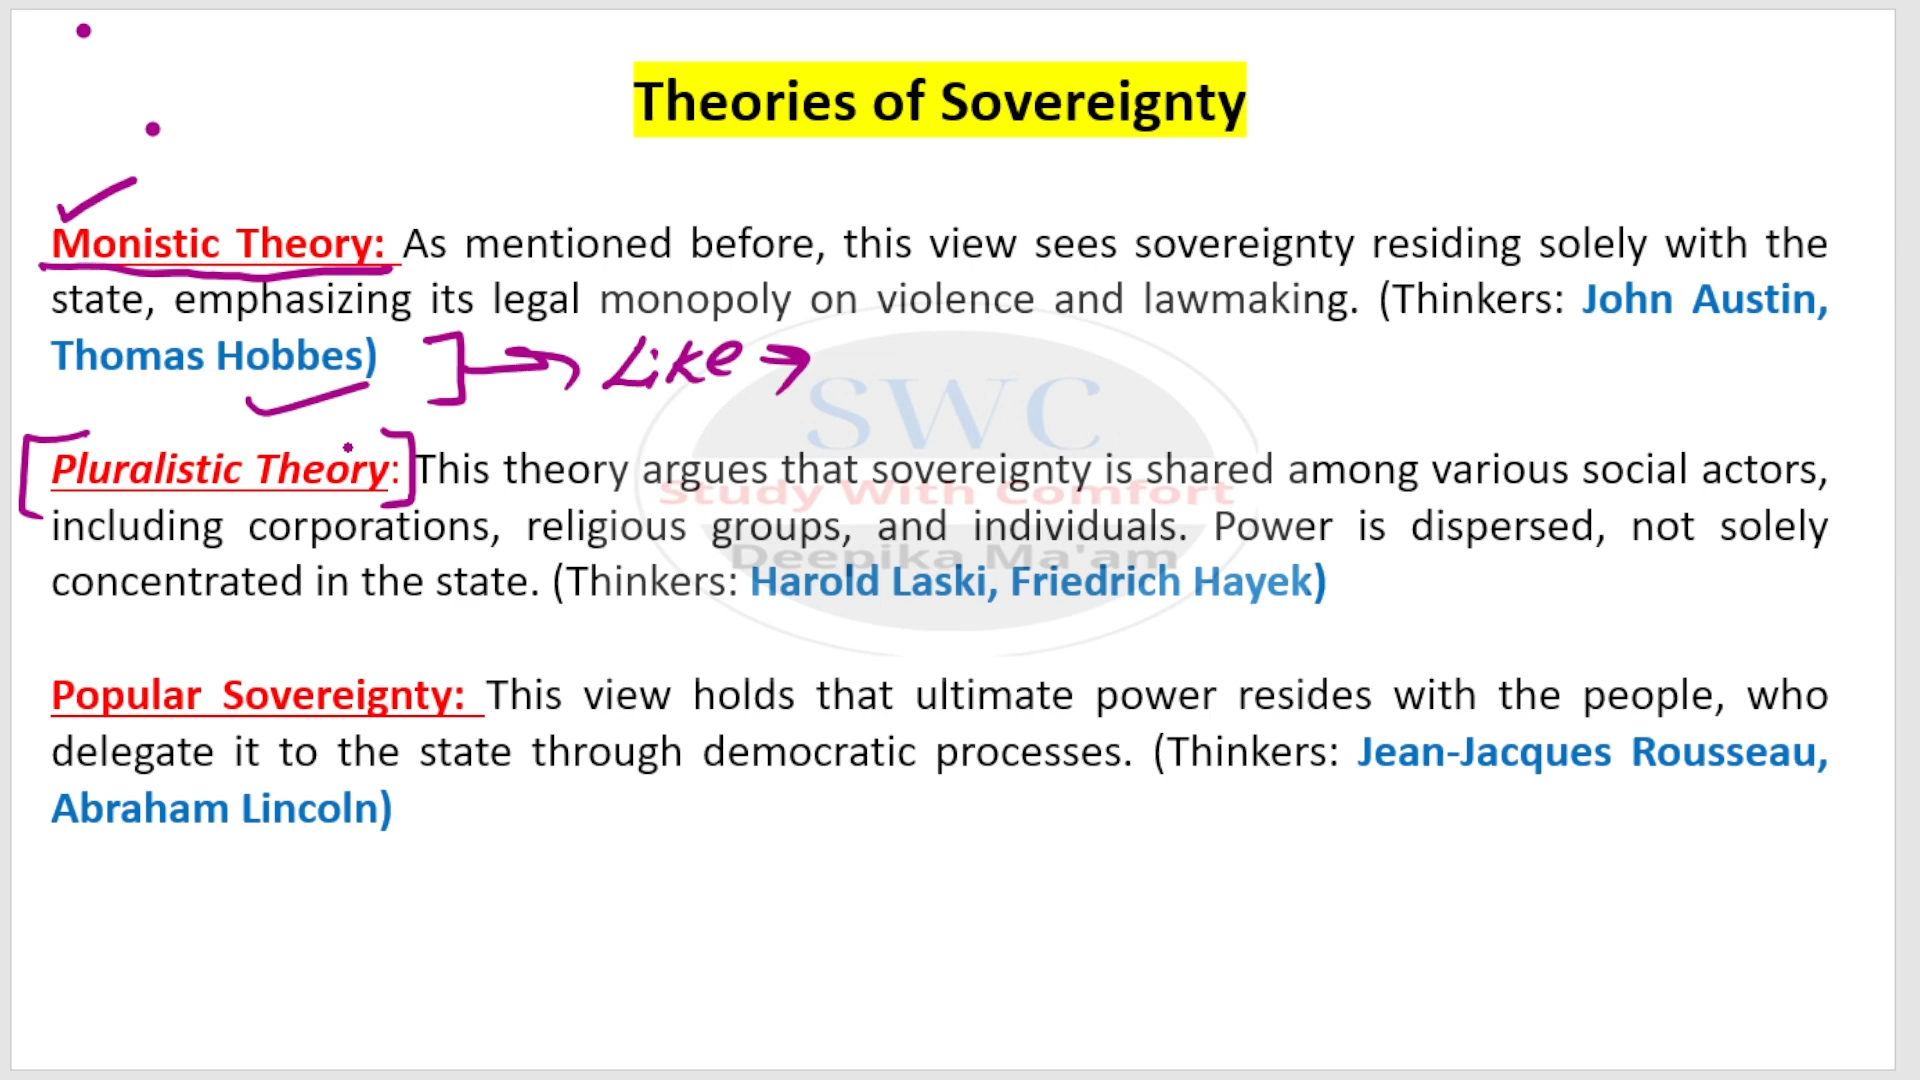 Theories of Sovereignty
Monistic Theory: As mentioned before, this view sees sovereignty residing solely with the
state, emphasizing its legal monopoly on violence and lawmaking. (Thinkers: John Austin,
Thomas Hobbes)
Like →
SWC
Pluralistic Theory: This theory argues that sovereignty is shared among various social actors,
Study With Comfort
including corporations, religious groups, and individuals. Power is dispersed, not solely
Deepika Ma'am
concentrated in the state. (Thinkers: Harold Laski, Friedrich Hayek)
Popular Sovereignty: This view holds that ultimate power resides with the people, who
delegate it to the state through democratic processes. (Thinkers: Jean-Jacques Rousseau,
Abraham Lincoln)